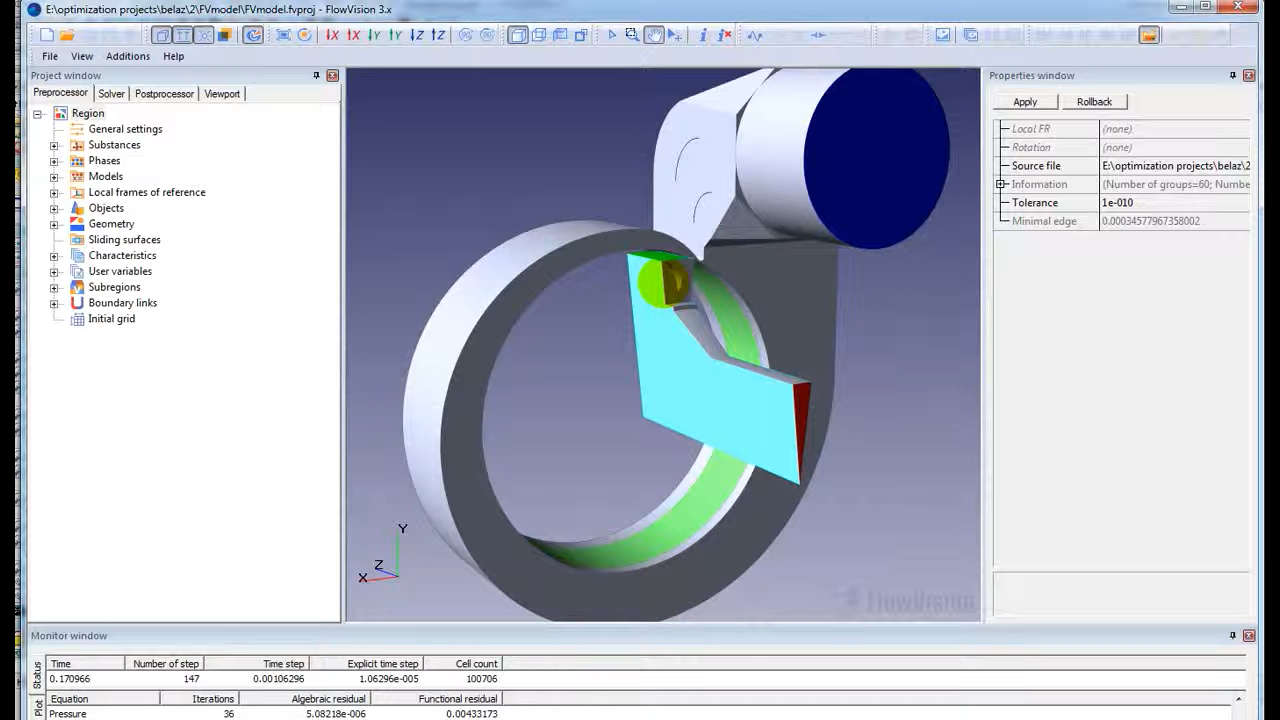 E:\optimization projects\belaz\2\FVmodel\FVmodel.fvproj - FlowVision 3.x
File View Additions Help
Project window
Properties window
Preprocessor Solver Postprocessor Viewport
Apply Rollback
Region
General settings
Substances
Phases
Models
Local frames of reference
Objects
Geometry
Sliding surfaces
Characteristics
User variables
Subregions
Boundary links
Initial grid
Local FR (none)
Rotation (none)
Source file E:\optimization projects\belaz\2
Information (Number of groups=60; Numbe
Tolerance 1e-010
Minimal edge 0.00034577967358002
Y
Z
X
FlowVision
Monitor window
Status
Plot
Time Number of step Time step Explicit time step Cell count
0.170966 147 0.00106296 1.06296e-005 100706
Equation Iterations Algebraic residual Functional residual
Pressure 36 5.08218e-006 0.00433173